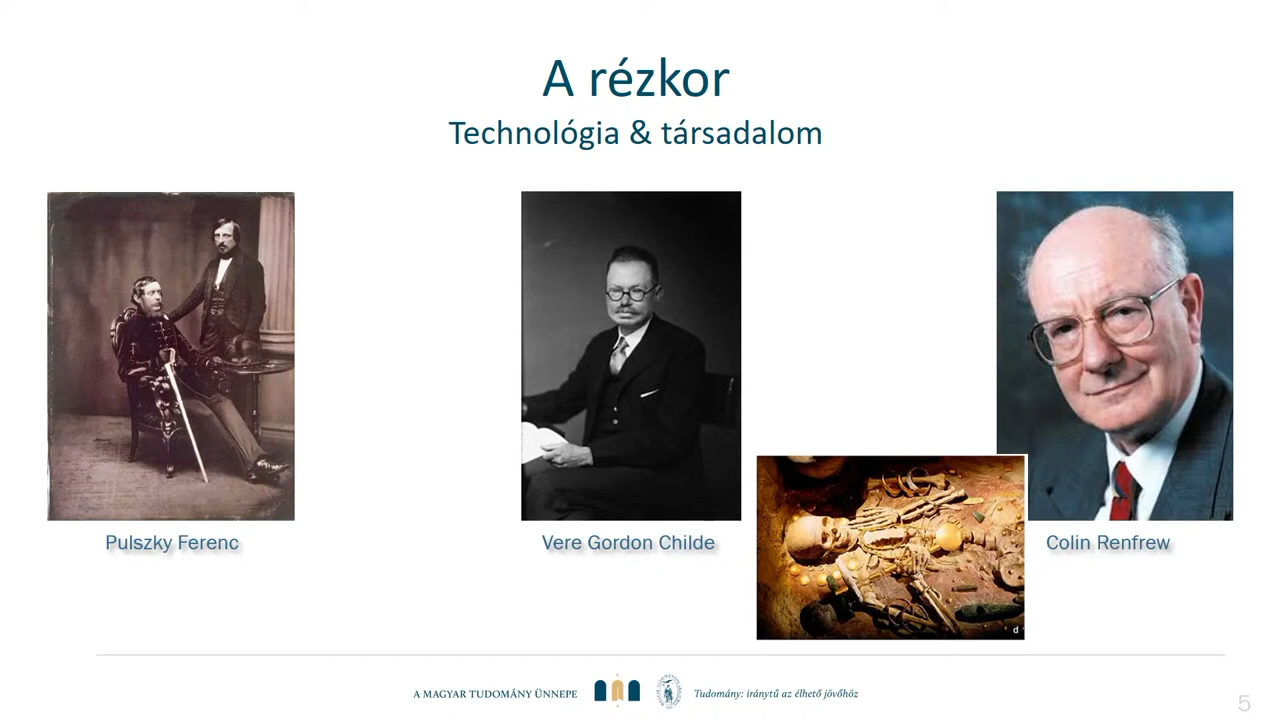 A rézkor
Technológia & társadalom
Pulszky Ferenc
Vere Gordon Childe
Colin Renfrew
d
A MAGYAR TUDOMÁNY ÜNNEPE
Tudomány: iránytű az élhető jövőhöz
5